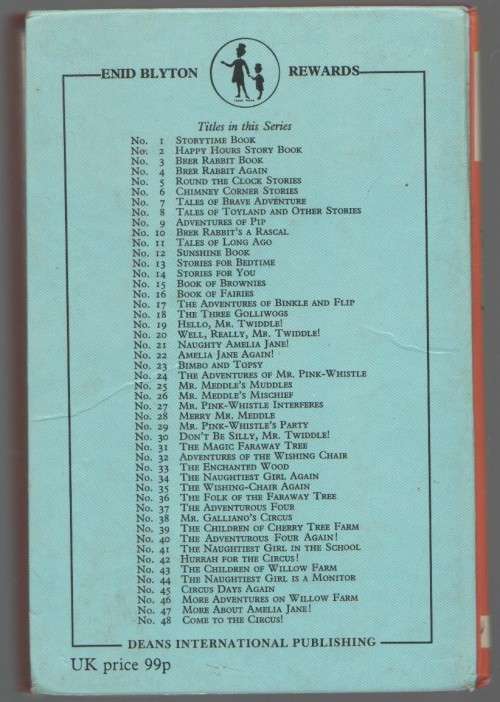 ENID BLYTON REWARDS
Titles in this Series
No. 1 STORYTIME BOOK
No. 2 HAPPY HOURS STORY BOOK
No. 3 BRER RABBIT BOOK
No. 4 BRER RABBIT AGAIN
No. 5 ROUND THE CLOCK STORIES
No. 6 CHIMNEY CORNER STORIES
No. 7 TALES OF BRAVE ADVENTURE
No. 8 TALES OF TOYLAND AND OTHER STORIES
No. 9 ADVENTURES OF PIP
No. 10 BRER RABBIT'S A RASCAL
No. 11 TALES OF LONG AGO
No. 12 SUNSHINE BOOK
No. 13 STORIES FOR BEDTIME
No. 14 STORIES FOR YOU
No. 15 BOOK OF BROWNIES
No. 16 BOOK OF FAIRIES
No. 17 THE ADVENTURES OF BINKLE AND FLIP
No. 18 THE THREE GOLLIWOGS
No. 19 HELLO, MR. TWIDDLE!
No. 20 WELL, REALLY, MR. TWIDDLE!
No. 21 NAUGHTY AMELIA JANE!
No. 22 AMELIA JANE AGAIN!
No. 23 BIMBO AND TOPSY
No. 24 THE ADVENTURES OF MR. PINK-WHISTLE
No. 25 MR. MEDDLE'S MUDDLES
No. 26 MR. MEDDLE'S MISCHIEF
No. 27 MR. PINK-WHISTLE INTERFERES
No. 28 MERRY MR. MEDDLE
No. 29 MR. PINK-WHISTLE'S PARTY
No. 30 DON'T BE SILLY, MR. TWIDDLE!
No. 31 THE MAGIC FARAWAY TREE
No. 32 ADVENTURES OF THE WISHING CHAIR
No. 33 THE ENCHANTED WOOD
No. 34 THE NAUGHTIEST GIRL AGAIN
No. 35 THE WISHING-CHAIR AGAIN
No. 36 THE FOLK OF THE FARAWAY TREE
No. 37 THE ADVENTUROUS FOUR
No. 38 MR. GALLIANO'S CIRCUS
No. 39 THE CHILDREN OF CHERRY TREE FARM
No. 40 THE ADVENTUROUS FOUR AGAIN!
No. 41 THE NAUGHTIEST GIRL IN THE SCHOOL
No. 42 HURRAH FOR THE CIRCUS!
No. 43 THE CHILDREN OF WILLOW FARM
No. 44 THE NAUGHTIEST GIRL IS A MONITOR
No. 45 CIRCUS DAYS AGAIN
No. 46 MORE ADVENTURES ON WILLOW FARM
No. 47 MORE ABOUT AMELIA JANE!
No. 48 COME TO THE CIRCUS!
DEANS INTERNATIONAL PUBLISHING
UK price 99p